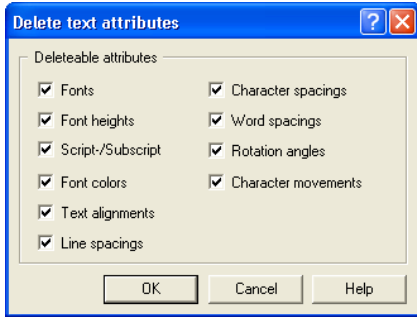 Delete text attributes
Deleteable attributes
Fonts
Character spacings
Font heights
Word spacings
Script-/Subscript
Rotation angles
Font colors
Character movements
Text alignments
Line spacings
OK
Cancel
Help